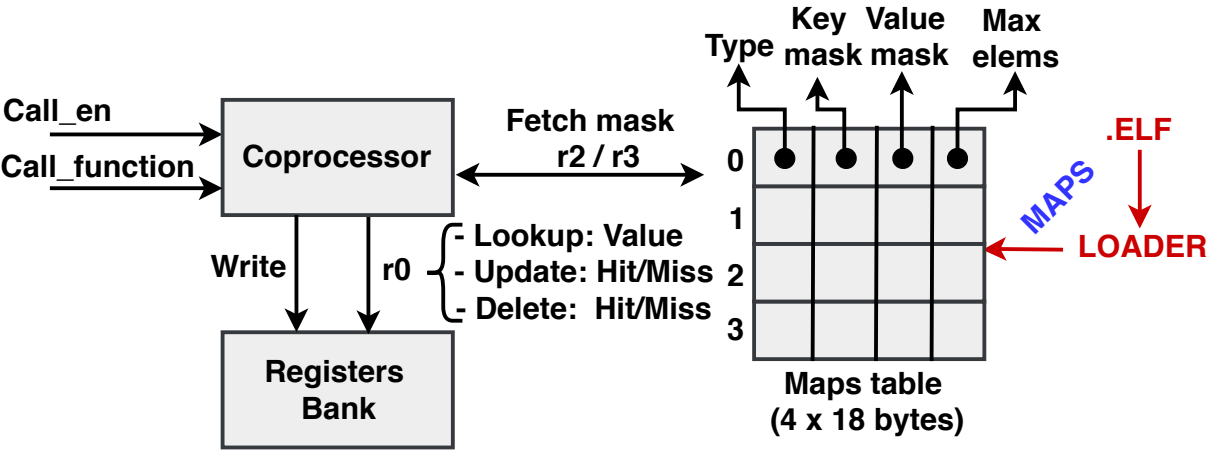 Call_en
Call_function
Coprocessor
Write
r0
- Lookup: Value
- Update: Hit/Miss
- Delete: Hit/Miss
Registers
Bank
Fetch mask
r2 / r3
Type
Key
mask
Value
mask
Max
elems
0
1
2
3
Maps table
(4 x 18 bytes)
.ELF
MAPS
LOADER